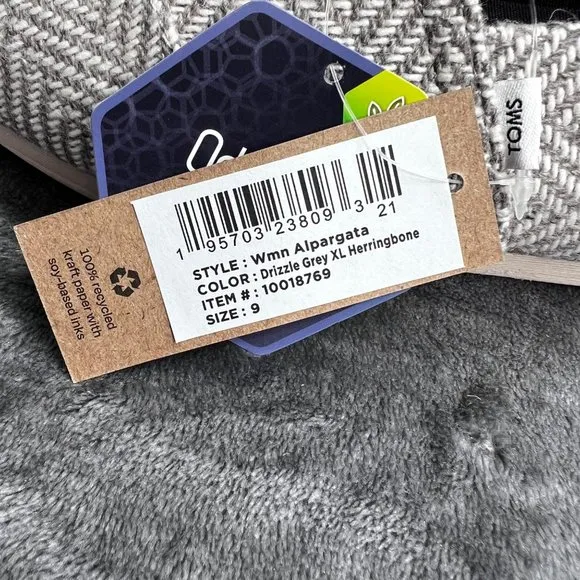 TOMS
1 95703 23809 3 21
STYLE : Wmn Alpargata
COLOR : Drizzle Grey XL Herringbone
ITEM # : 10018769
SIZE : 9
100% recycled
kraft paper with
soy-based inks